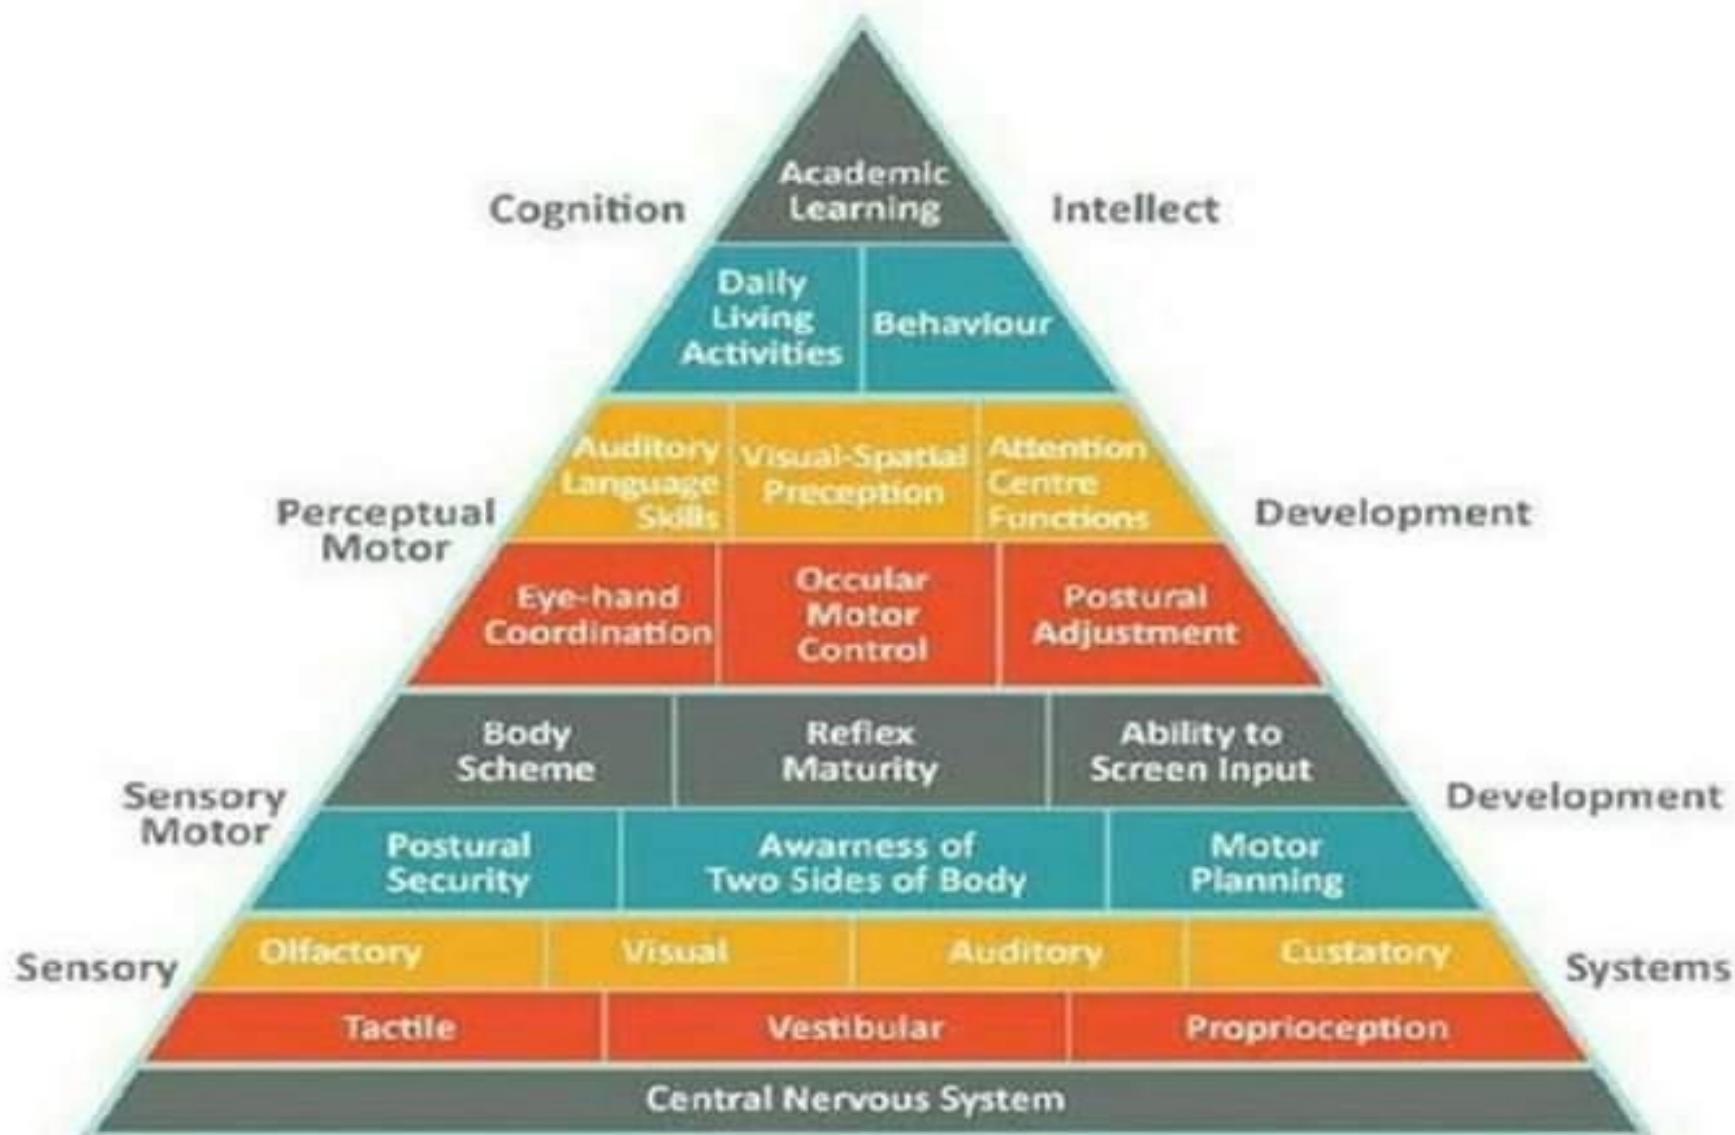 Academic
Learning
Cognition
Intellect
Daily
Living
Activities
Behaviour
Auditory
Language
Skills
Visual-Spatial
Preception
Attention
Centre
Functions
Perceptual
Motor
Development
Eye-hand
Coordination
Occular
Motor
Control
Postural
Adjustment
Body
Scheme
Reflex
Maturity
Ability to
Screen Input
Sensory
Motor
Development
Postural
Security
Awarness of
Two Sides of Body
Motor
Planning
Sensory
Olfactory
Visual
Auditory
Custatory
Systems
Tactile
Vestibular
Proprioception
Central Nervous System